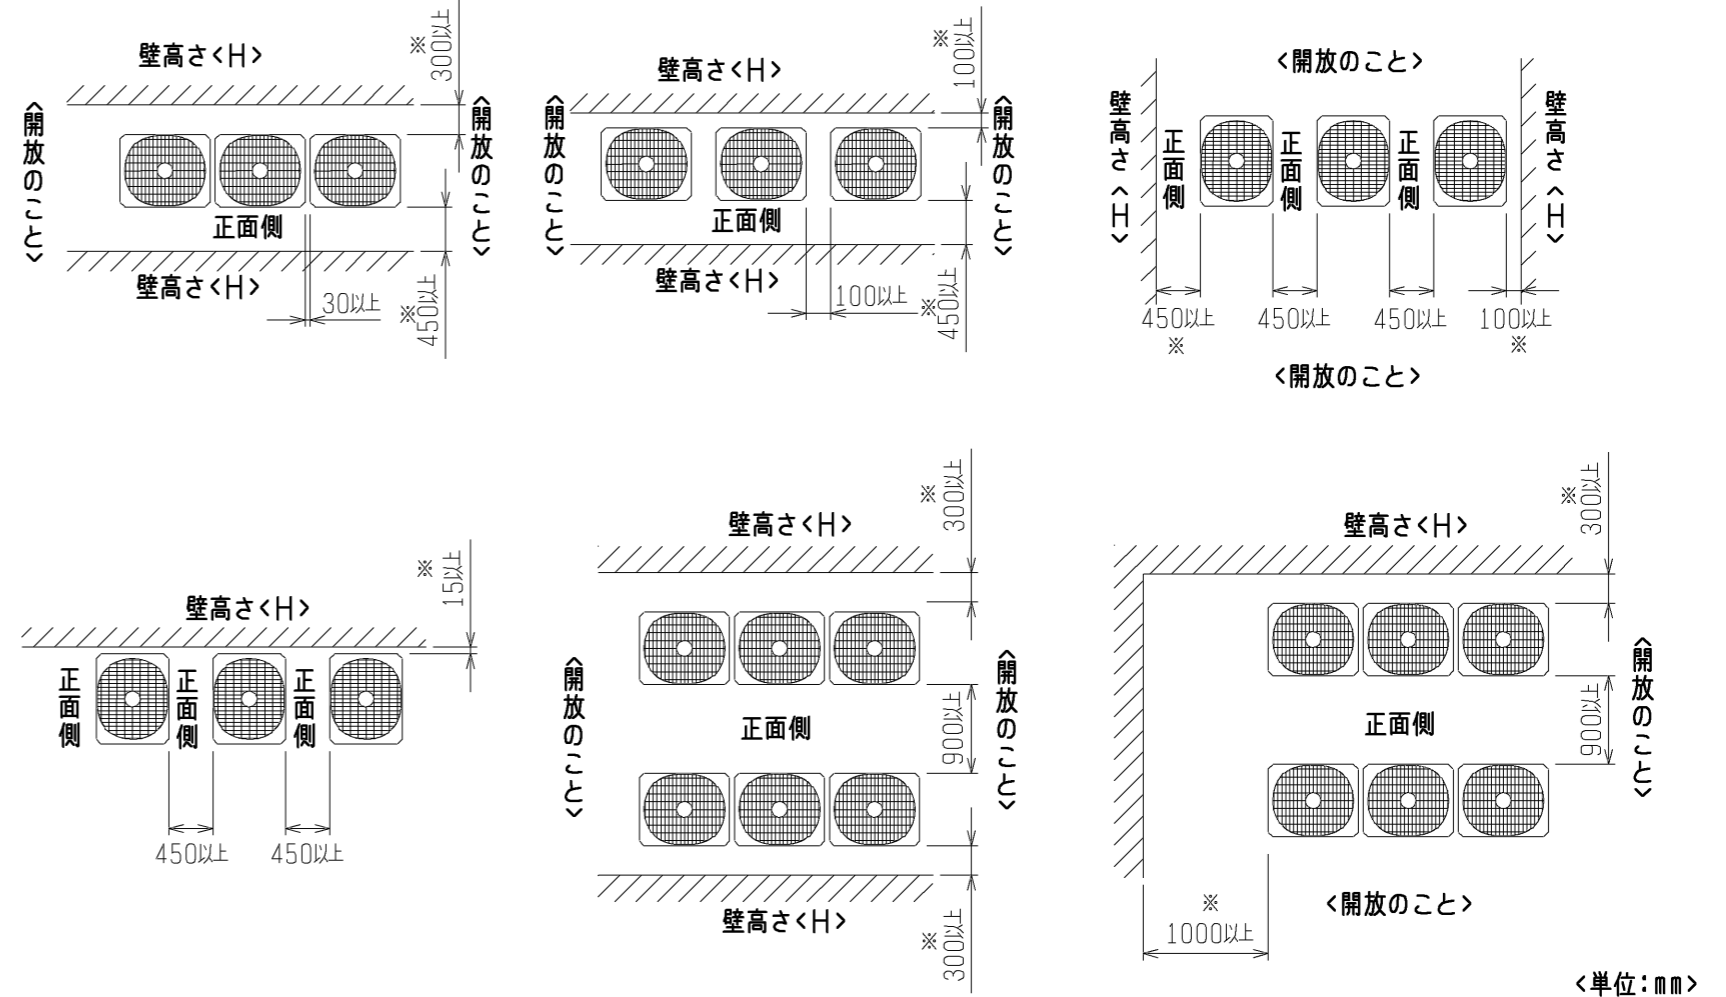 壁高さ<H>
※
300以上
<開放のこと>
<開放のこと>
正面側
壁高さ<H>
30以上
※
450以上
壁高さ<H>
※
100以上
<開放のこと>
<開放のこと>
正面側
壁高さ<H>
100以上
※
450以上
<開放のこと>
壁高さ<H>
正面側
正面側
正面側
壁高さ<H>
450以上
※
450以上
450以上
100以上
※
<開放のこと>
壁高さ<H>
※
15以上
正面側
正面側
正面側
450以上
450以上
壁高さ<H>
※
300以上
<開放のこと>
正面側
900以上
<開放のこと>
壁高さ<H>
※
300以上
壁高さ<H>
※
300以上
正面側
900以上
<開放のこと>
<開放のこと>
※
1000以上
<単位:mm>